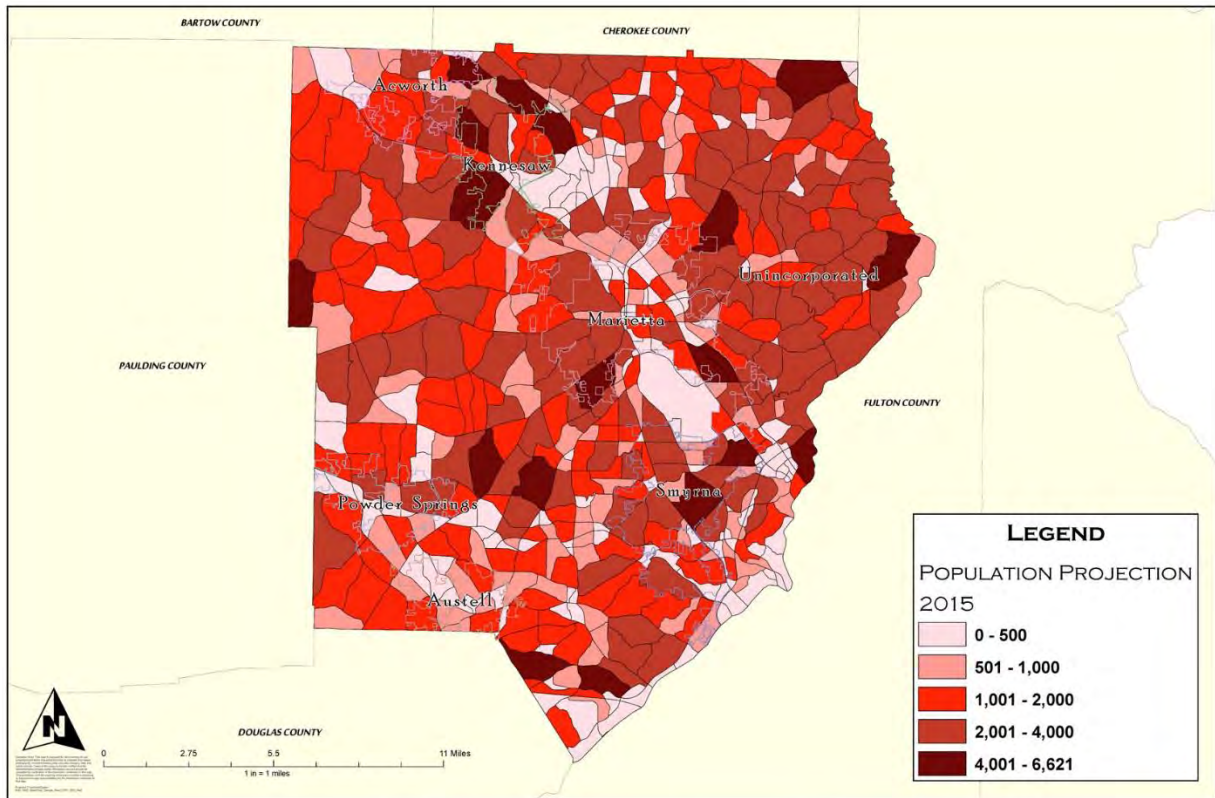 BARTOW COUNTY
CHEROKEE COUNTY
Acworth
Kennesaw
Unincorporated
Marietta
PAULDING COUNTY
FULTON COUNTY
Smyrna
Powder Springs
Austell
DOUGLAS COUNTY
LEGEND
POPULATION PROJECTION
2015
0 - 500
501 - 1,000
1,001 - 2,000
2,001 - 4,000
4,001 - 6,621
N
0 2.75 5.5 11 Miles
1 in = 1 miles